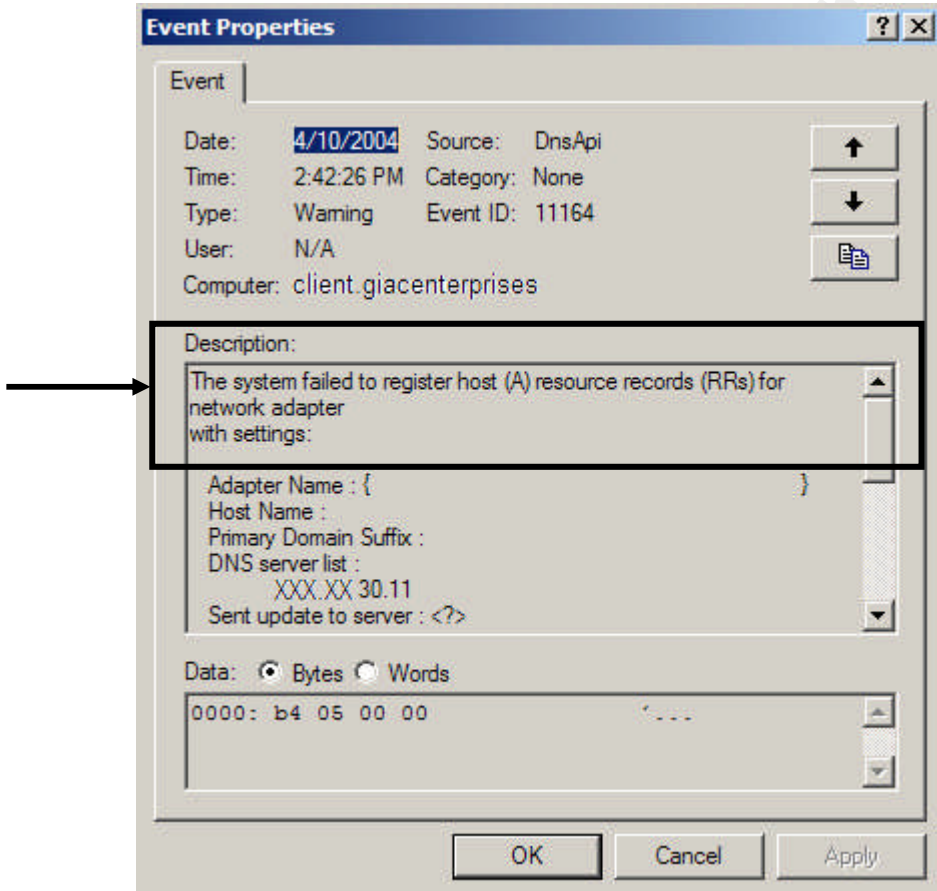 Event Properties
Event
Date: 4/10/2004 Source: DnsApi
Time: 2:42:26 PM Category: None
Type: Warning Event ID: 11164
User: N/A
Computer: client.giacenterprises
Description:
The system failed to register host (A) resource records (RRs) for
network adapter
with settings:
Adapter Name : { }
Host Name :
Primary Domain Suffix :
DNS server list :
XXX.XX 30.11
Sent update to server : <?>
Data: Bytes Words
0000: b4 05 00 00 ´...
OK Cancel Apply